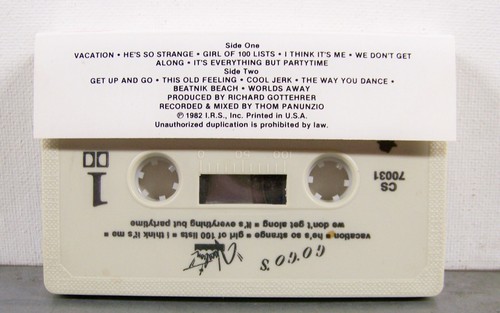 Side One
VACATION • HE'S SO STRANGE • GIRL OF 100 LISTS • I THINK IT'S ME • WE DON'T GET
ALONG • IT'S EVERYTHING BUT PARTYTIME
Side Two
GET UP AND GO • THIS OLD FEELING • COOL JERK • THE WAY YOU DANCE •
BEATNIK BEACH • WORLDS AWAY
PRODUCED BY RICHARD GOTTEHRER
RECORDED & MIXED BY THOM PANUNZIO
℗ 1982 I.R.S., Inc. Printed in U.S.A.
Unauthorized duplication is prohibited by law.
GO•GO'S
Vacation
vacation • he's so strange • girl of 100 lists • i think it's me •
we don't get along • it's everything but partytime
1
CS
70031